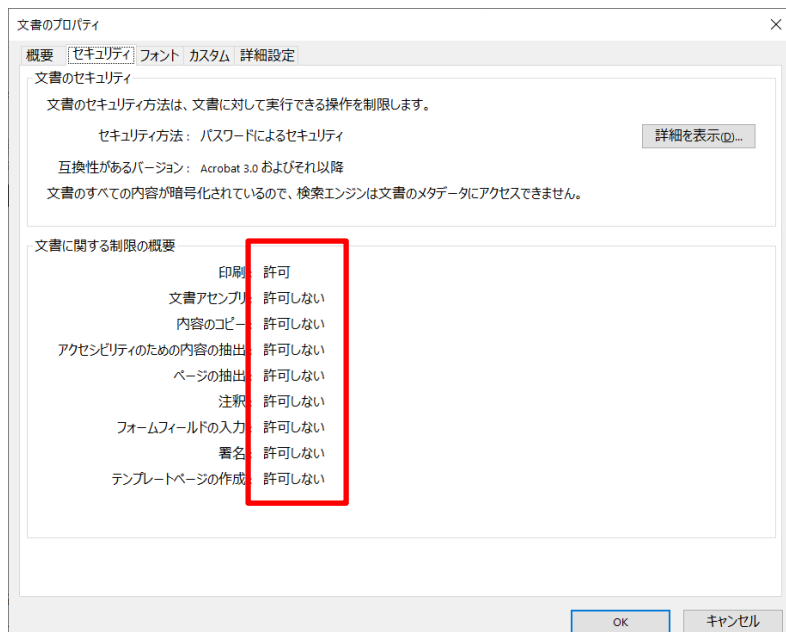 文書のプロパティ
概要 セキュリティ フォント カスタム 詳細設定
文書のセキュリティ
文書のセキュリティ方法は、文書に対して実行できる操作を制限します。
セキュリティ方法： パスワードによるセキュリティ 詳細を表示(D)...
互換性があるバージョン： Acrobat 3.0 およびそれ以降
文書のすべての内容が暗号化されているので、検索エンジンは文書のメタデータにアクセスできません。
文書に関する制限の概要
印刷： 許可
文書アセンブリ： 許可しない
内容のコピー： 許可しない
アクセシビリティのための内容の抽出： 許可しない
ページの抽出： 許可しない
注釈： 許可しない
フォームフィールドの入力： 許可しない
署名： 許可しない
テンプレートページの作成： 許可しない
OK キャンセル